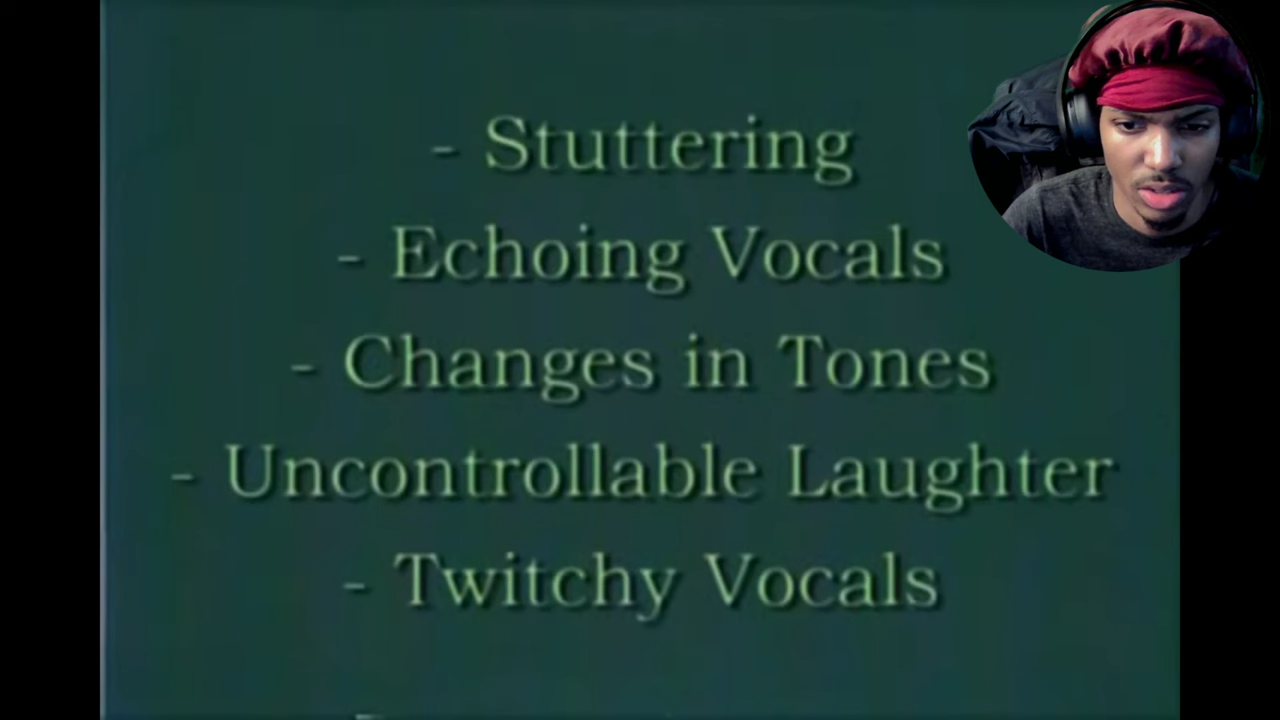 - Stuttering
- Echoing Vocals
- Changes in Tones
- Uncontrollable Laughter
- Twitchy Vocals